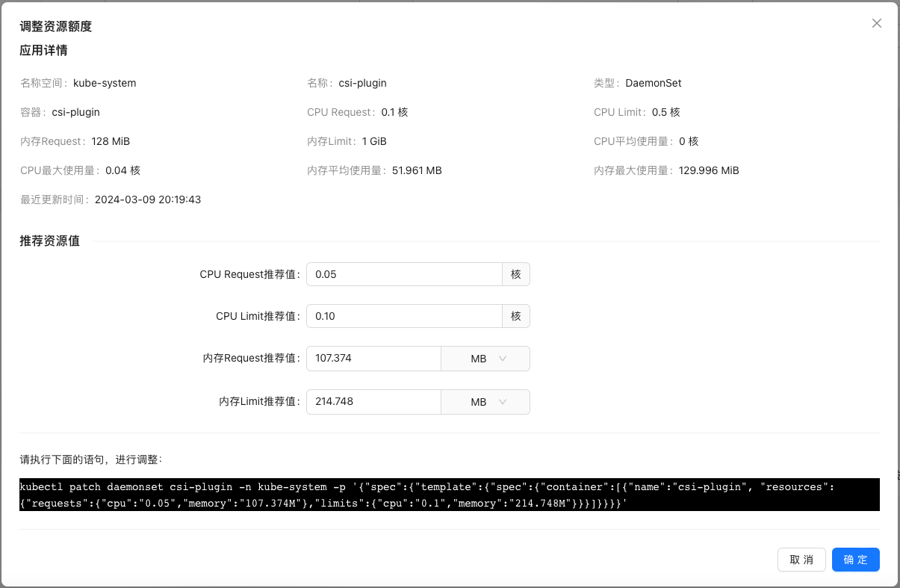 调整资源额度
应用详情
名称空间：kube-system 名称：csi-plugin 类型：DaemonSet
容器：csi-plugin CPU Request：0.1 核 CPU Limit：0.5 核
内存Request：128 MiB 内存Limit：1 GiB CPU平均使用量：0 核
CPU最大使用量：0.04 核 内存平均使用量：51.961 MB 内存最大使用量：129.996 MiB
最近更新时间：2024-03-09 20:19:43
推荐资源值
CPU Request推荐值： 0.05 核
CPU Limit推荐值： 0.10 核
内存Request推荐值： 107.374 MB
内存Limit推荐值： 214.748 MB
请执行下面的语句，进行调整：
kubectl patch daemonset csi-plugin -n kube-system -p '{"spec":{"template":{"spec":{"container":[{"name":"csi-plugin", "resources":
{"requests":{"cpu":"0.05","memory":"107.374M"},"limits":{"cpu":"0.1","memory":"214.748M"}}}]}}}}'
取 消 确 定